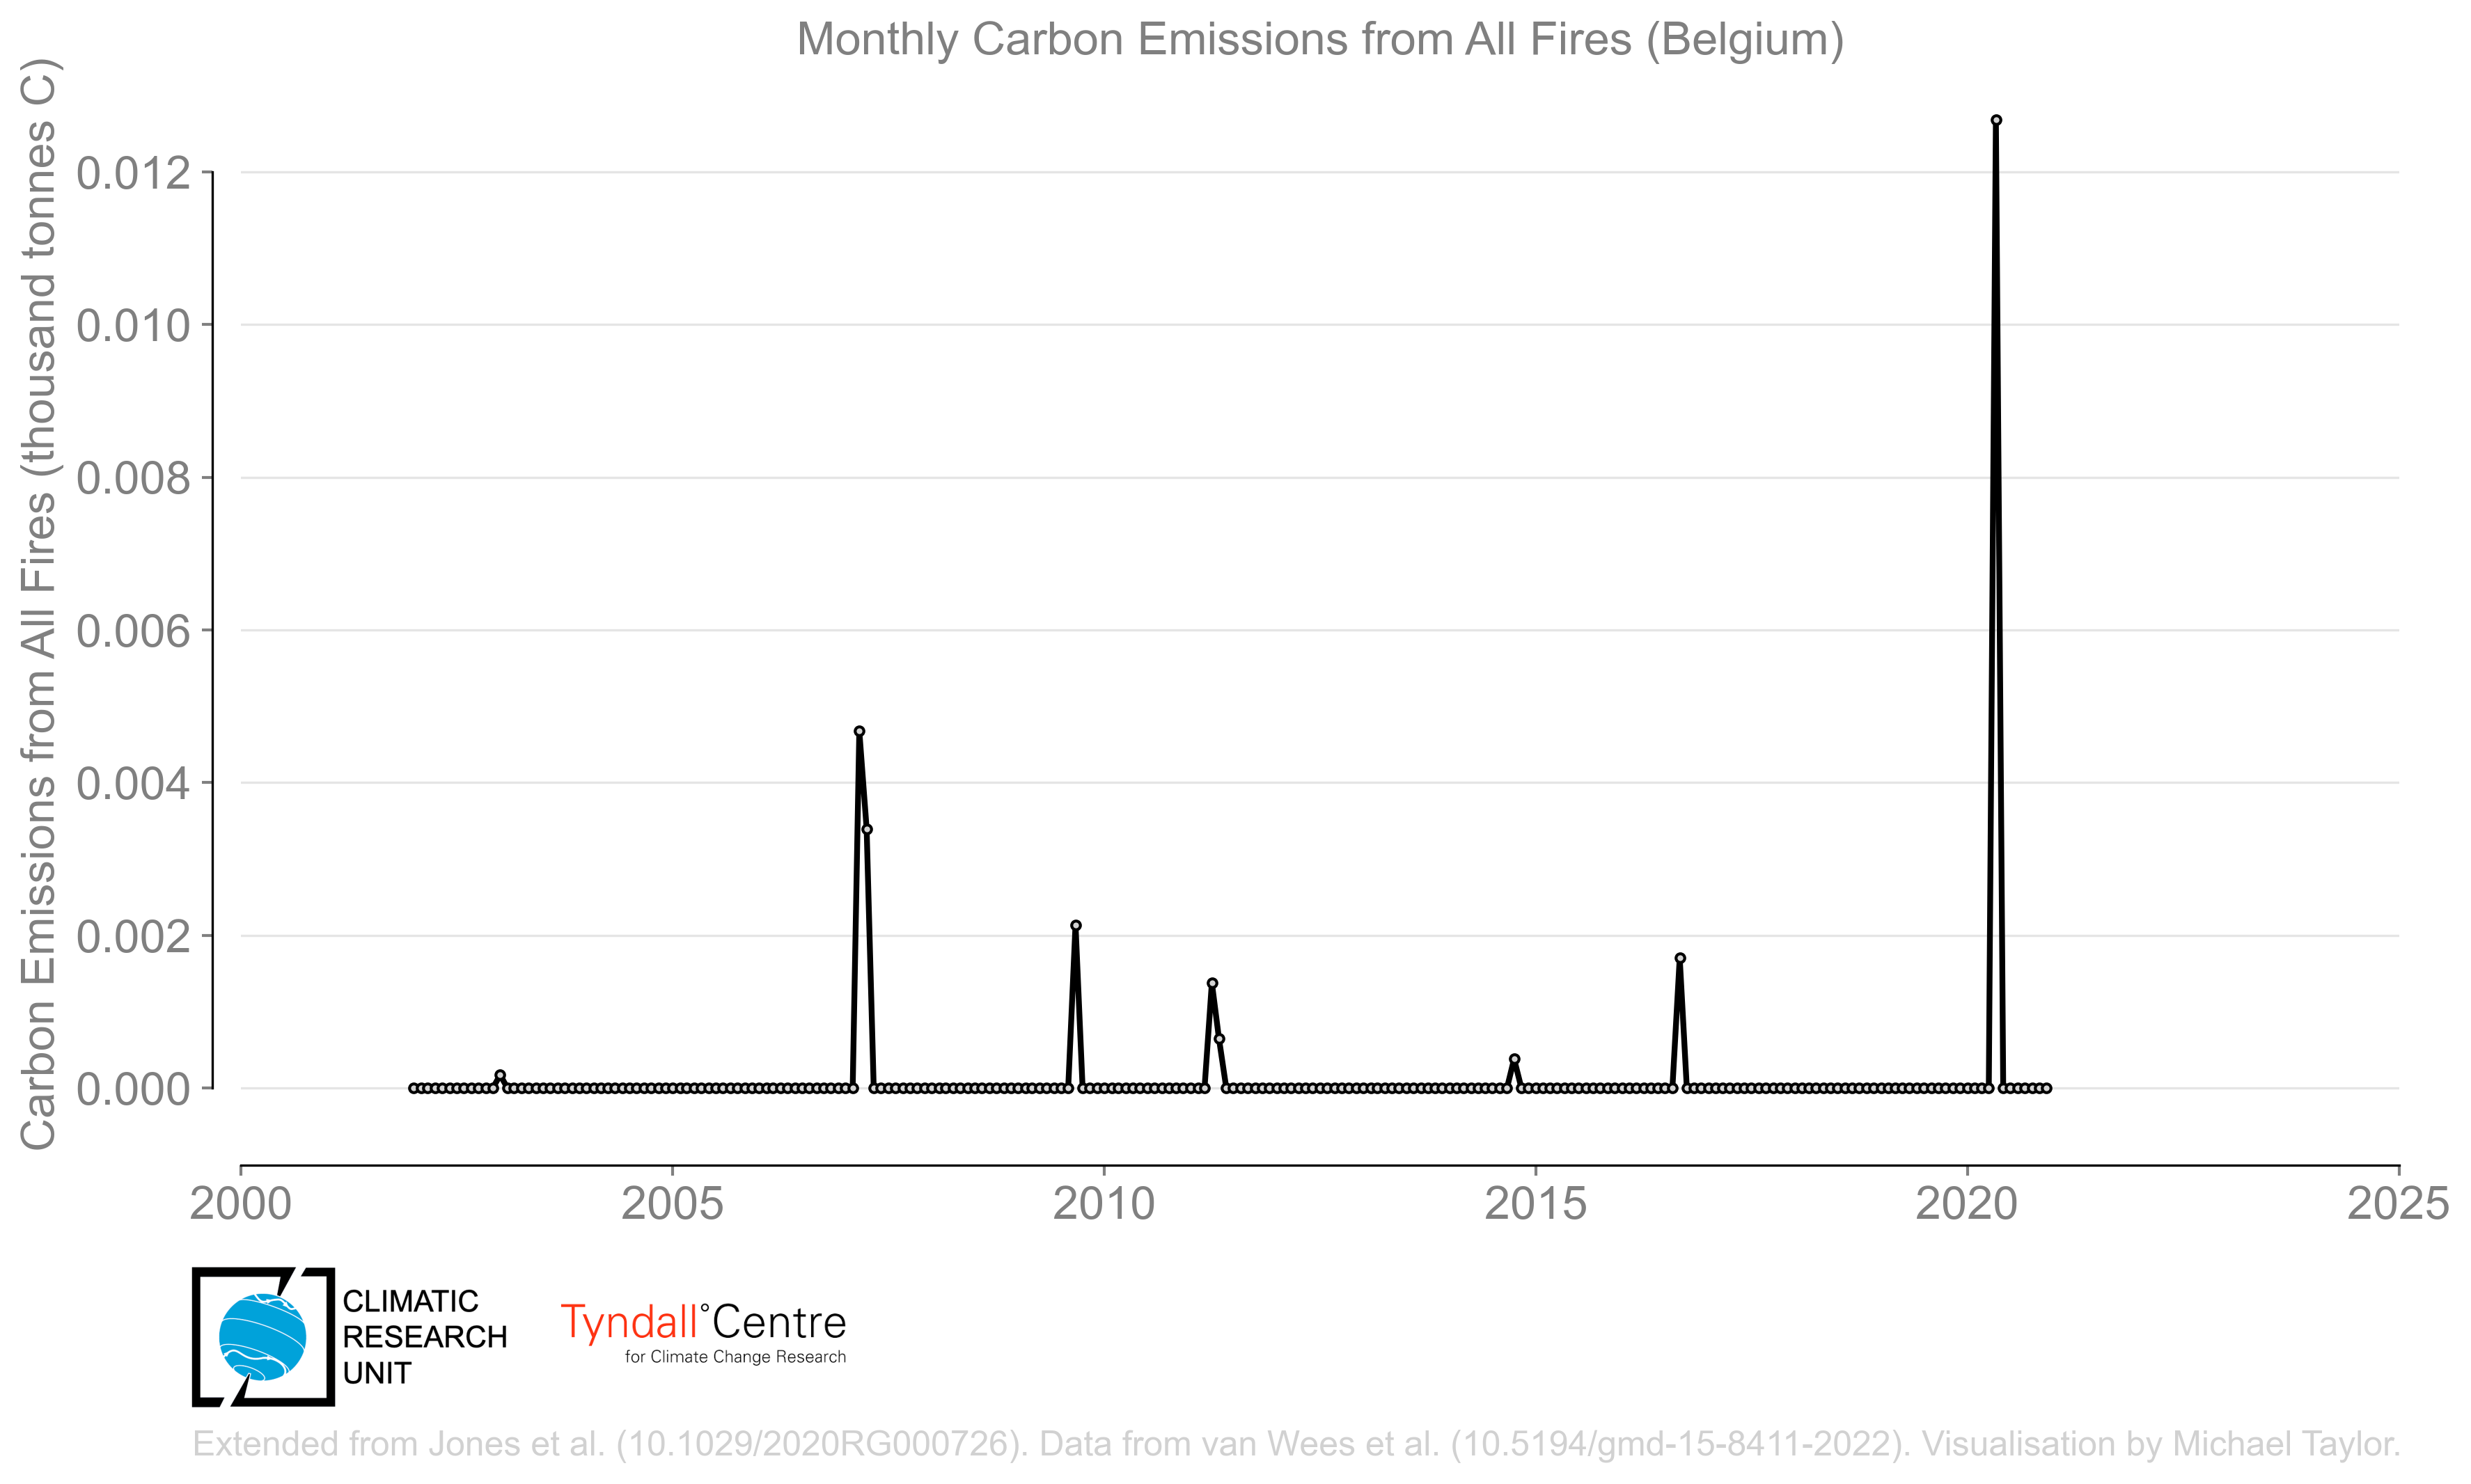 Monthly Carbon Emissions from All Fires (Belgium)
Carbon Emissions from All Fires (thousand tonnes C)
0.012
0.010
0.008
0.006
0.004
0.002
0.000
2000 2005 2010 2015 2020 2025
CLIMATIC
RESEARCH
UNIT
Tyndall°Centre
for Climate Change Research
Extended from Jones et al. (10.1029/2020RG000726). Data from van Wees et al. (10.5194/gmd-15-8411-2022). Visualisation by Michael Taylor.